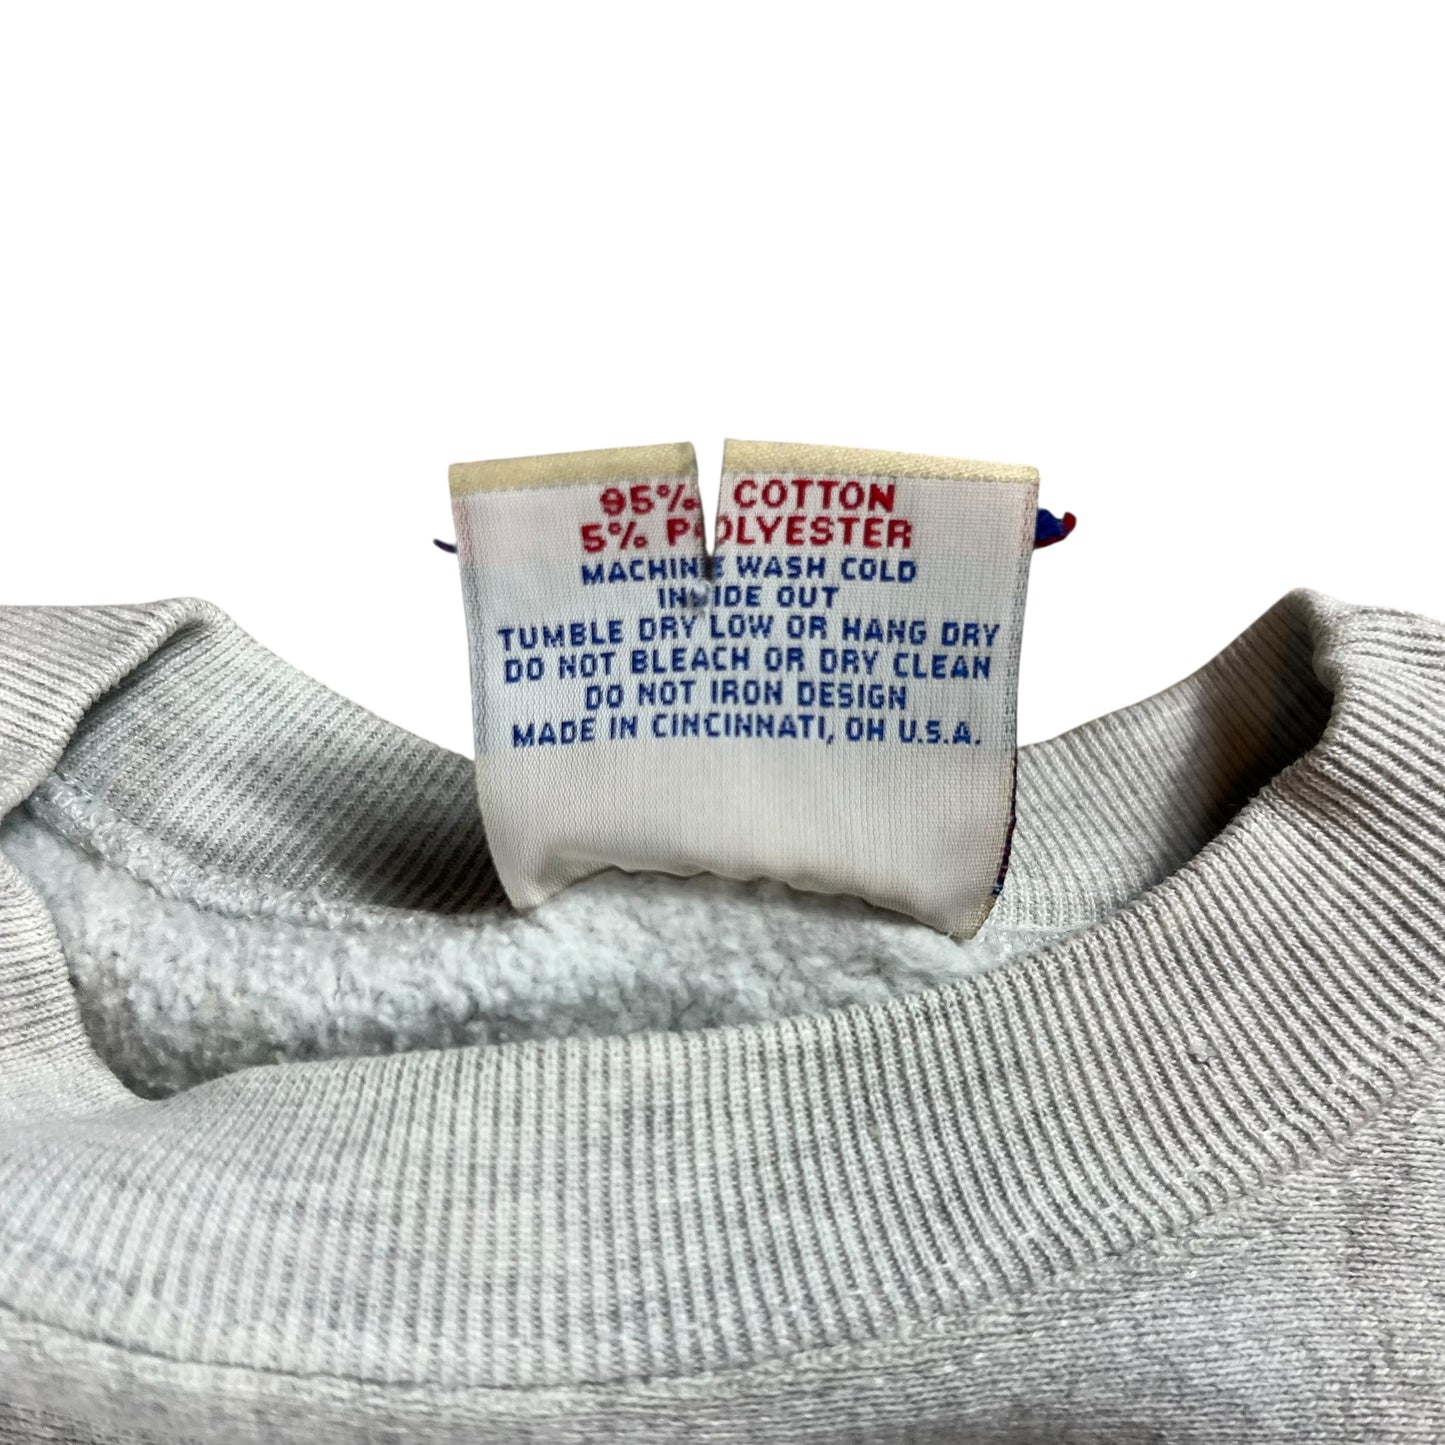 95% COTTON
5% POLYESTER
MACHINE WASH COLD
INSIDE OUT
TUMBLE DRY LOW OR HANG DRY
DO NOT BLEACH OR DRY CLEAN
DO NOT IRON DESIGN
MADE IN CINCINNATI, OH U.S.A.